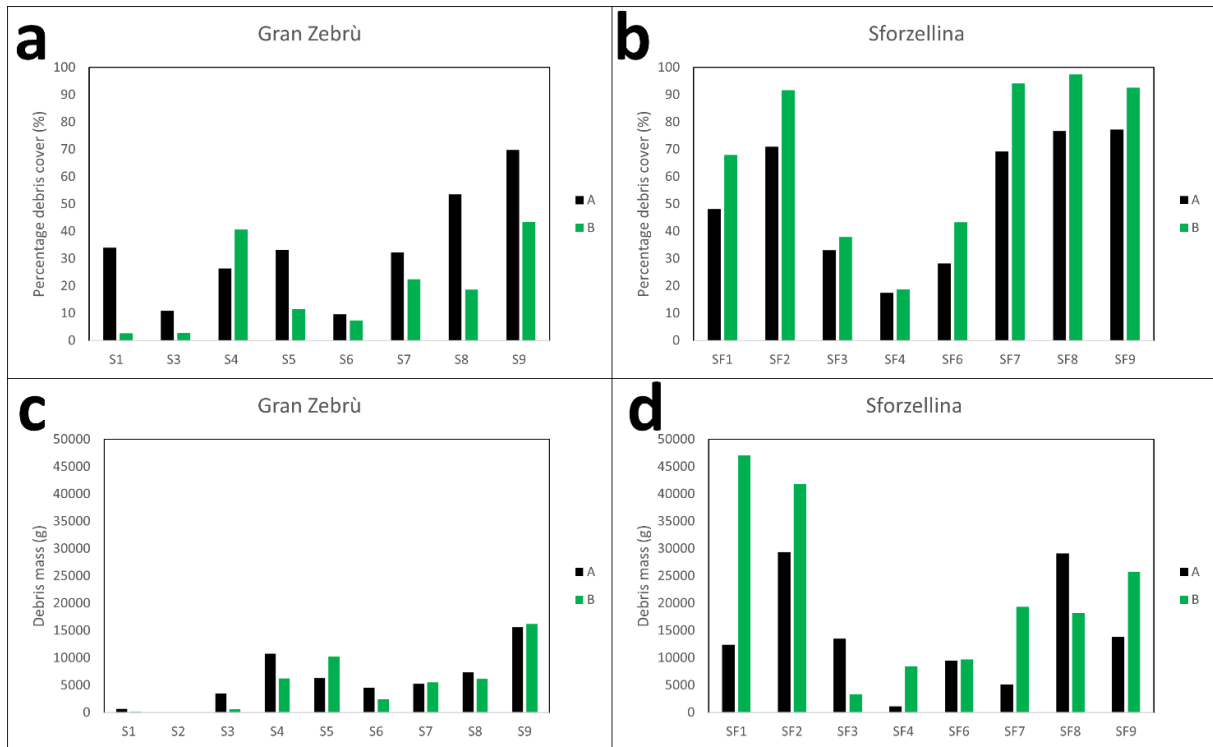 a
Gran Zebrù
Percentage debris cover (%)
100
90
80
70
60
50
40
30
20
10
0
S1 S3 S4 S5 S6 S7 S8 S9
A
B
b
Sforzellina
Percentage debris cover (%)
100
90
80
70
60
50
40
30
20
10
0
SF1 SF2 SF3 SF4 SF6 SF7 SF8 SF9
A
B
c
Gran Zebrù
Debris mass (g)
50000
45000
40000
35000
30000
25000
20000
15000
10000
5000
0
S1 S2 S3 S4 S5 S6 S7 S8 S9
A
B
d
Sforzellina
Debris mass (g)
50000
45000
40000
35000
30000
25000
20000
15000
10000
5000
0
SF1 SF2 SF3 SF4 SF6 SF7 SF8 SF9
A
B